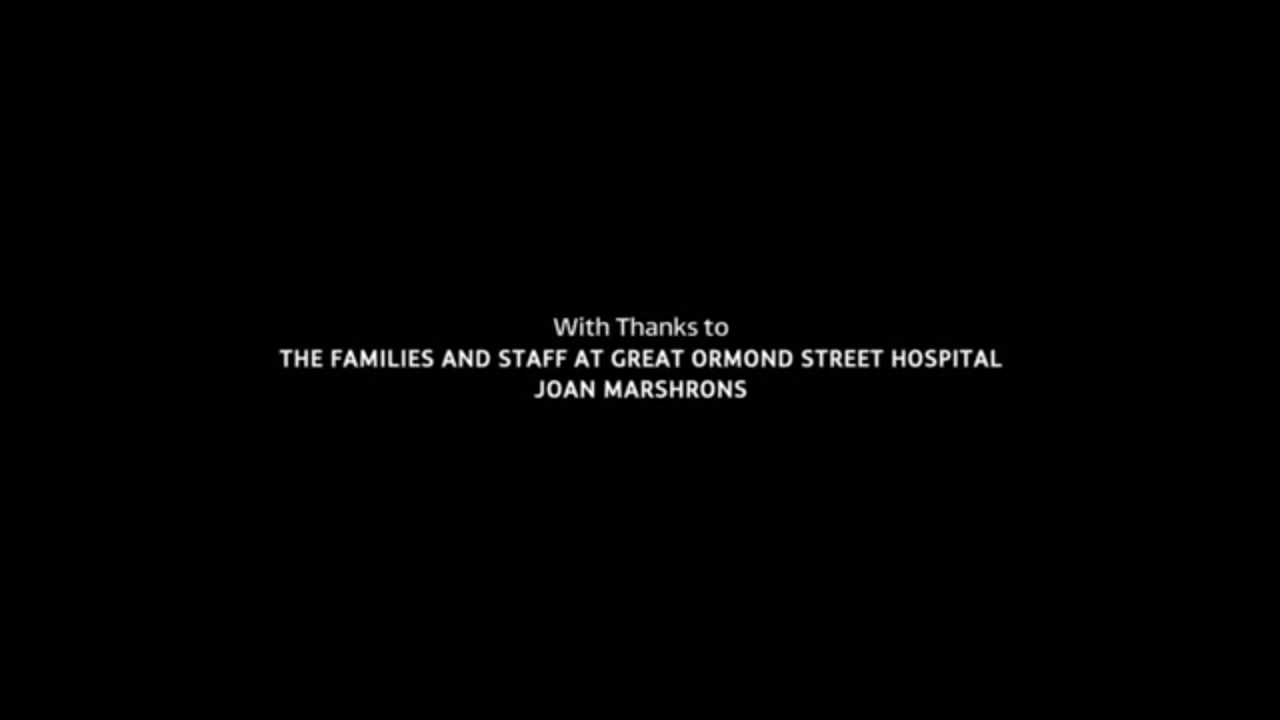 With Thanks to
THE FAMILIES AND STAFF AT GREAT ORMOND STREET HOSPITAL
JOAN MARSHRONS